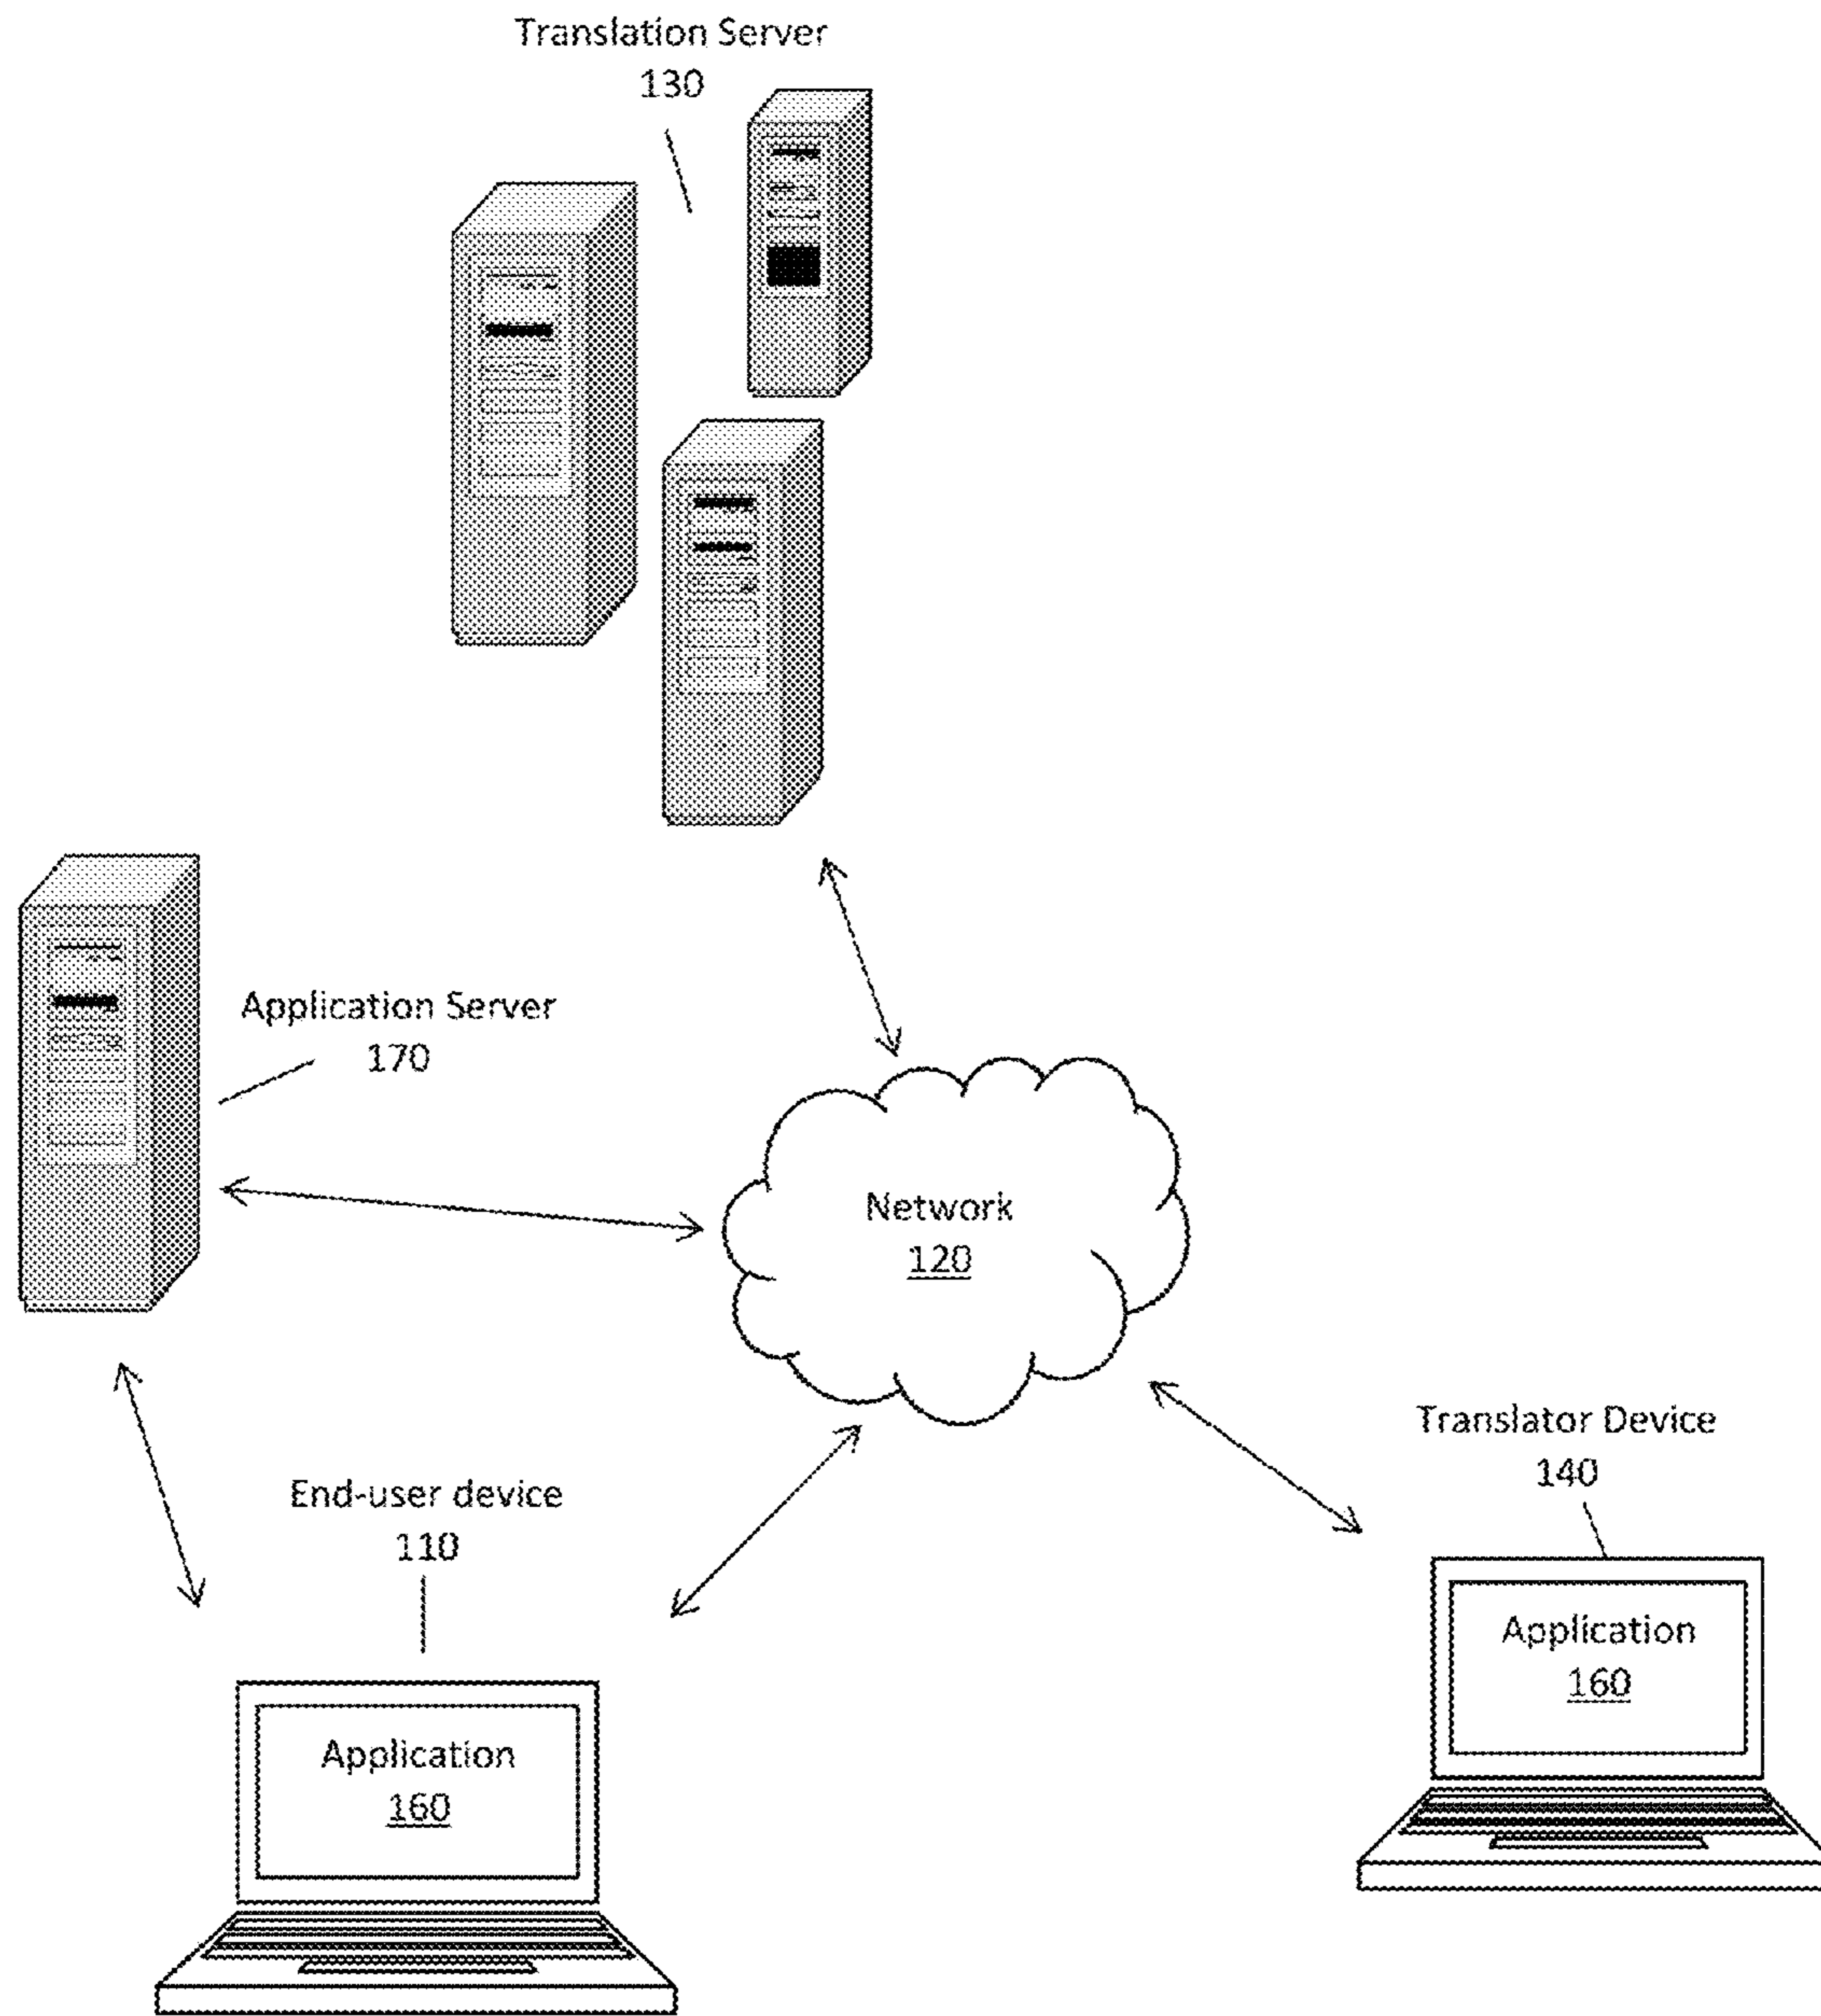 Translation Server
130
Application Server
170
Network
120
End-user device
110
Translator Device
140
Application
160
Application
160